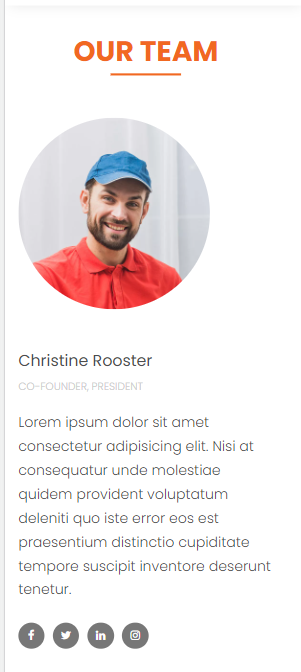 OUR TEAM
Christine Rooster
CO-FOUNDER, PRESIDENT
Lorem ipsum dolor sit amet
consectetur adipisicing elit. Nisi at
consequatur unde molestiae
quidem provident voluptatum
deleniti quo iste error eos est
praesentium distinctio cupiditate
tempore suscipit inventore deserunt
tenetur.